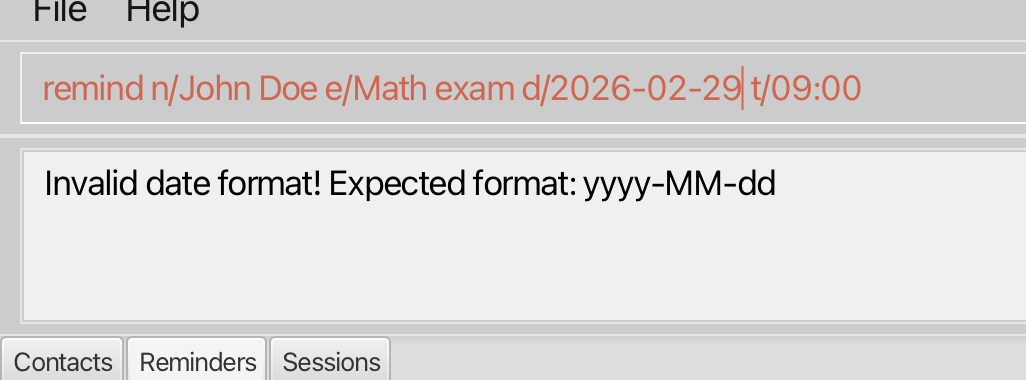 File Help
remind n/John Doe e/Math exam d/2026-02-29 t/09:00
Invalid date format! Expected format: yyyy-MM-dd
Contacts Reminders Sessions